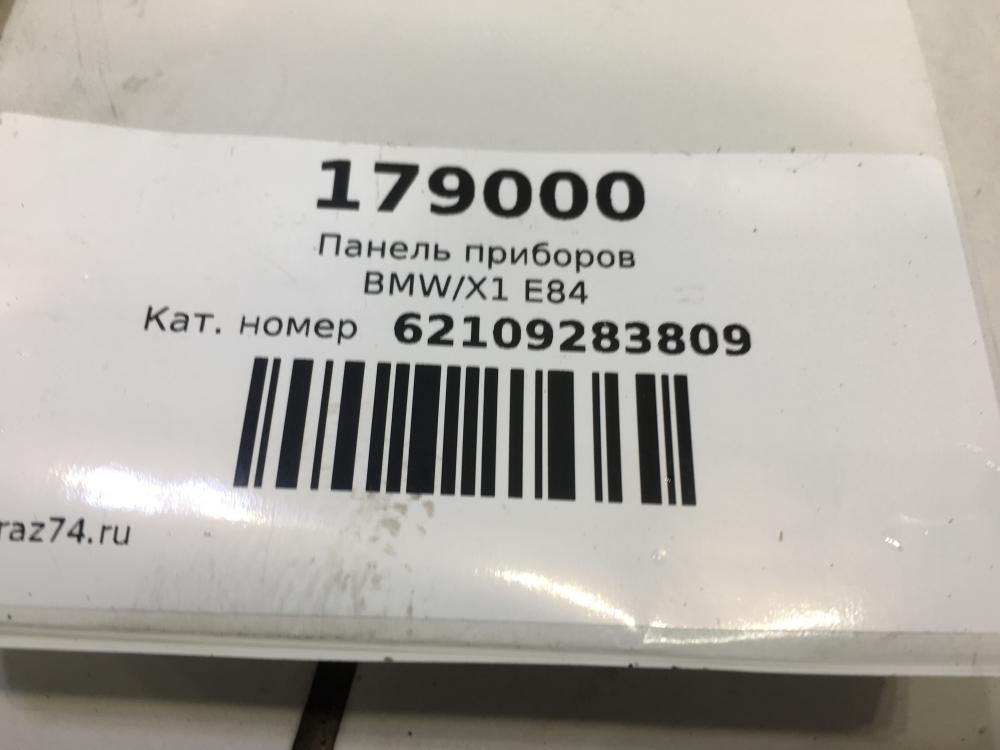 179000
Панель приборов
BMW/X1 E84
Кат. номер 62109283809
raz74.ru